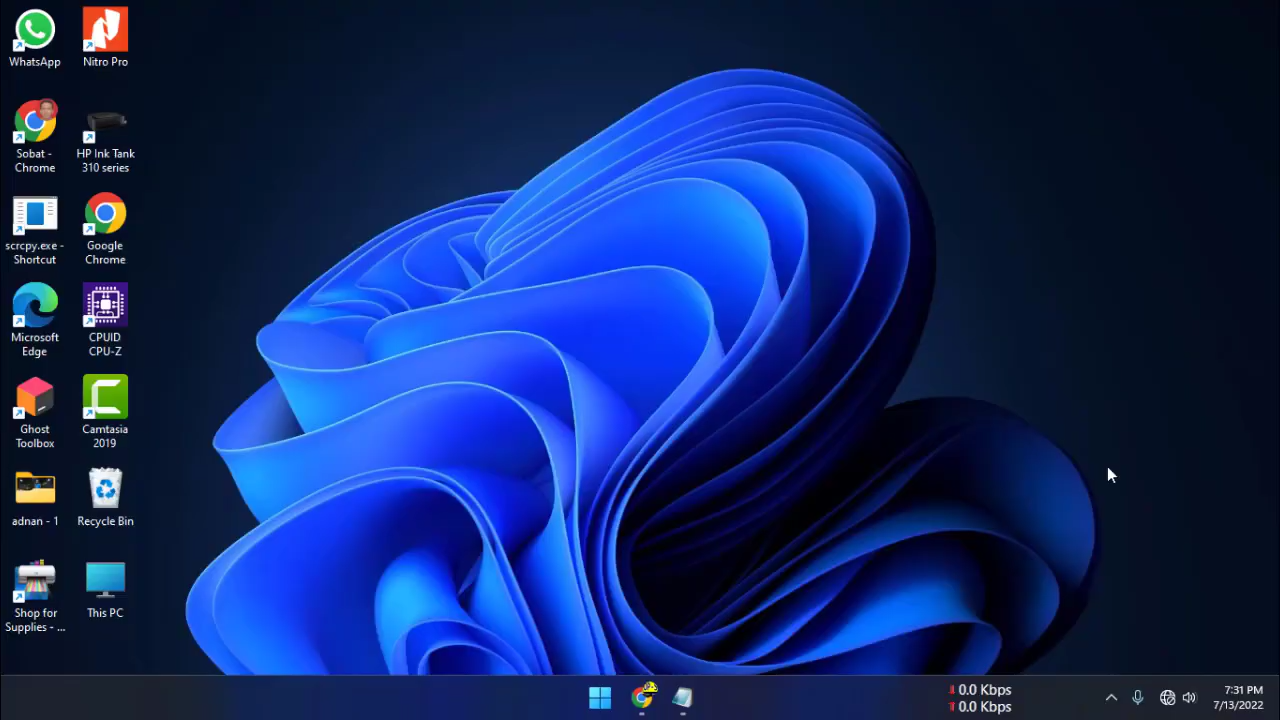 WhatsApp
Nitro Pro
Sobat -
Chrome
HP Ink Tank
310 series
scrcpy.exe -
Shortcut
Google
Chrome
Microsoft
Edge
CPUID
CPU-Z
Ghost
Toolbox
Camtasia
2019
adnan - 1
Recycle Bin
Shop for
Supplies - ...
This PC
0.0 Kbps
0.0 Kbps
7:31 PM
7/13/2022